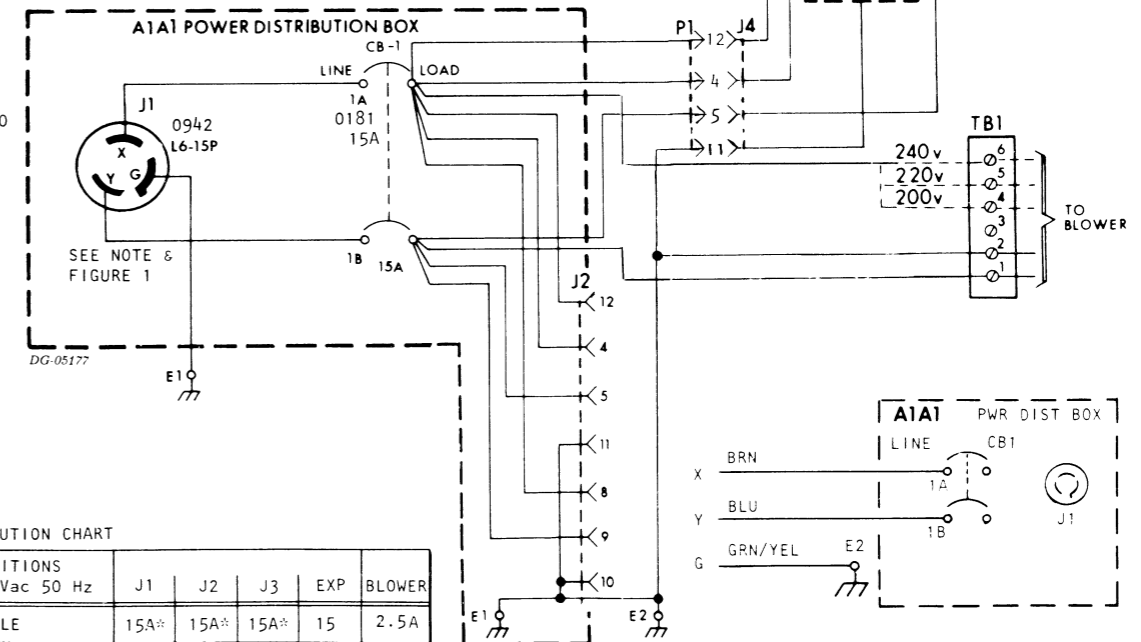 A1A1 POWER DISTRIBUTION BOX
CB-1
LINE
LOAD
J1
1A
0181
15A
0942
L6-15P
X
Y
G
SEE NOTE &
FIGURE 1
1B
15A
DG-05177
E1
J2
12
4
5
11
8
9
10
E1
E2
P1
J4
12
4
5
11
TB1
240v
220v
200v
6
5
4
3
2
1
TO
BLOWER
0
A1A1 PWR DIST BOX
LINE
CB1
X
BRN
1A
Y
BLU
1B
J1
G
GRN/YEL
E2
UTION CHART
ITIONS
Vac 50 Hz
J1
J2
J3
EXP
BLOWER
LE
15A*
15A*
15A*
15
2.5A